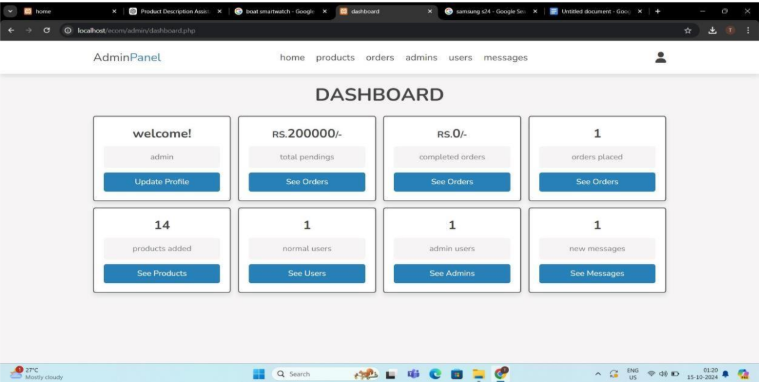 home
Product Description Assis
boat smartwatch - Google
dashboard
samsung s24 - Google Sea
Untitled document - Goog
localhost/ecom/admin/dashboard.php
AdminPanel home products orders admins users messages
DASHBOARD
welcome! RS.200000/- RS.0/- 1
admin total pendings completed orders orders placed
Update Profile See Orders See Orders See Orders
14 1 1 1
products added normal users admin users new messages
See Products See Users See Admins See Messages
27°C
Mostly cloudy
Search
ENG
US
01:20
15-10-2024